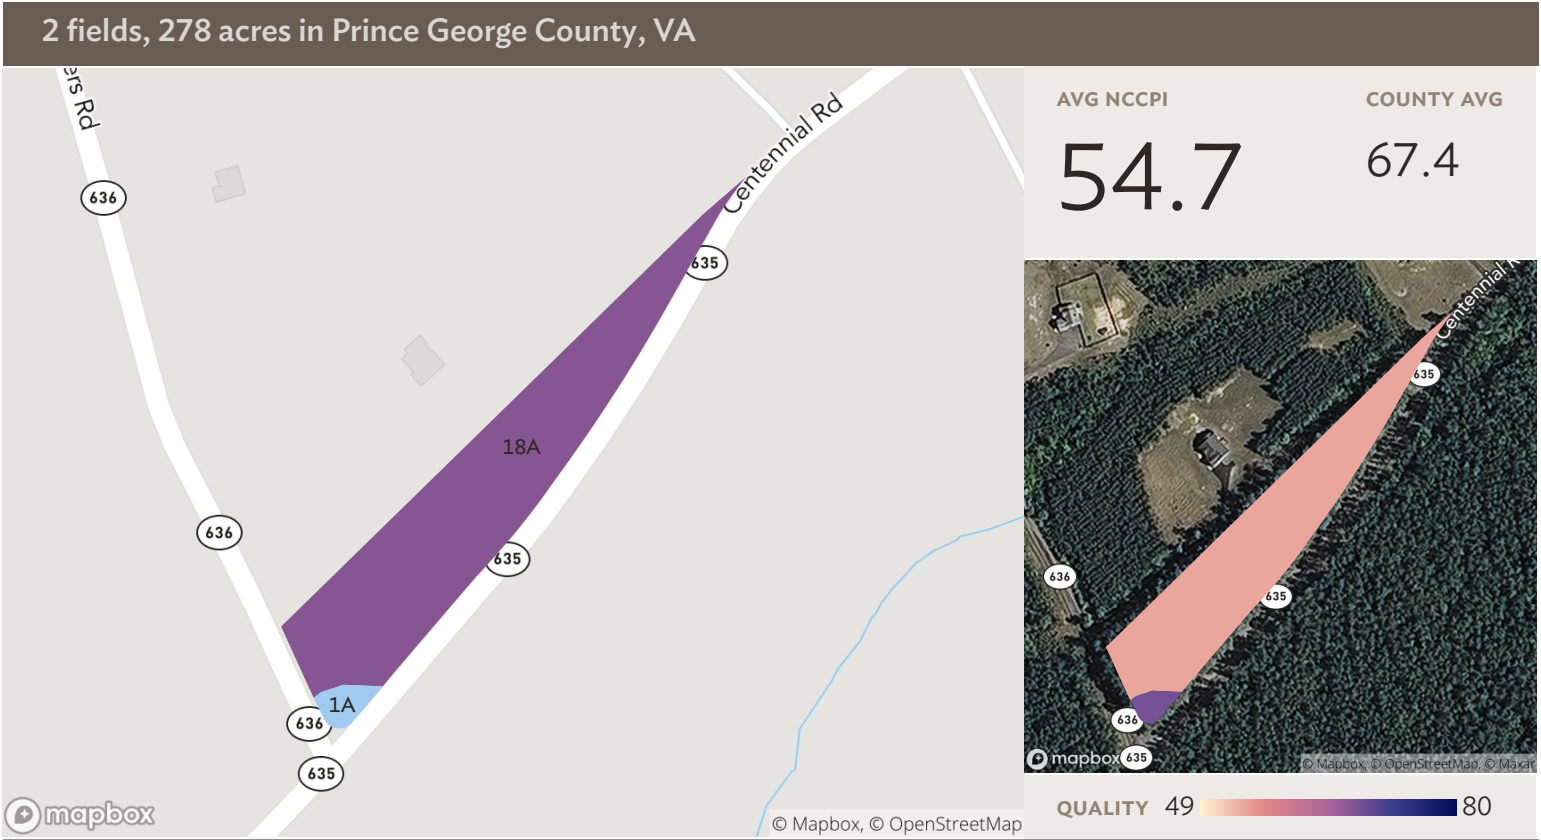 2 fields, 278 acres in Prince George County, VA
ers Rd
636
Centennial Rd
635
18A
636
635
1A
636
635
mapbox
© Mapbox, © OpenStreetMap
AVG NCCPI
COUNTY AVG
54.7
67.4
Centennial R
635
636
635
636
635
mapbox
© Mapbox, © OpenStreetMap, © Maxar
QUALITY 49 80